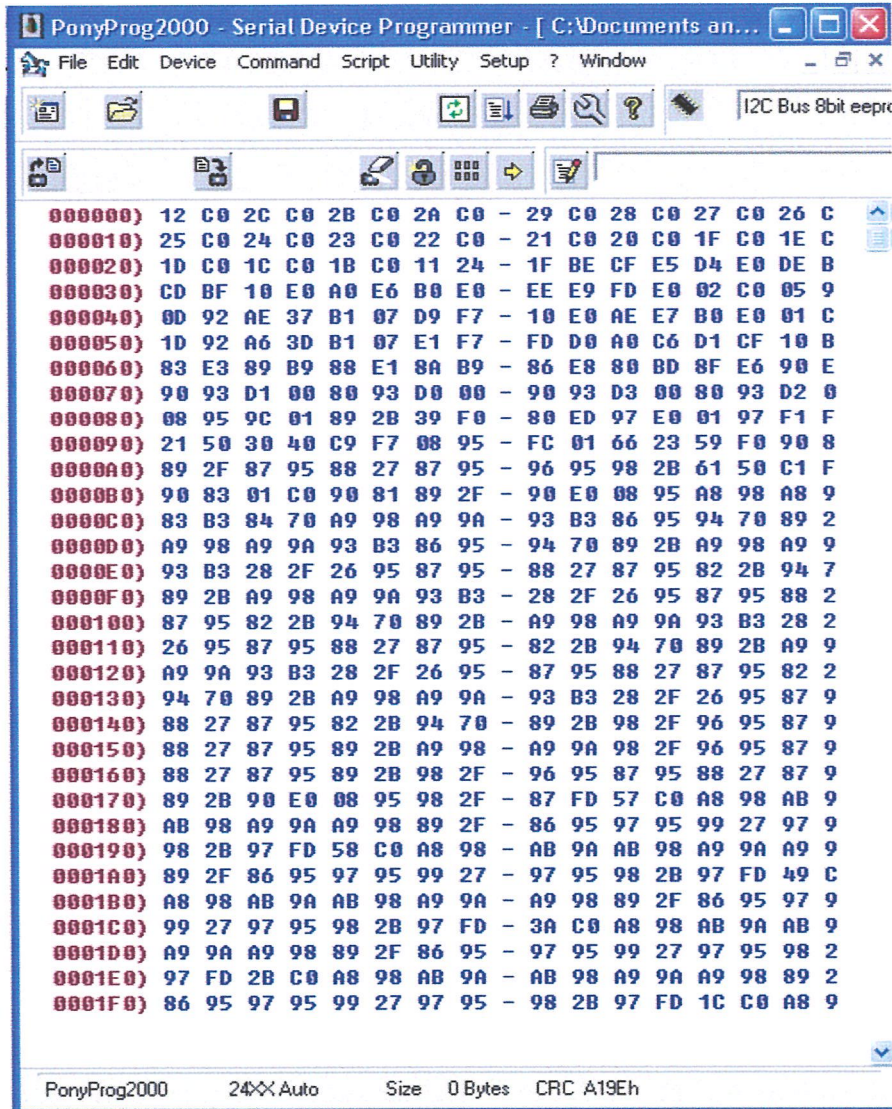 PonyProg2000 - Serial Device Programmer - [ C:\Documents an...
File Edit Device Command Script Utility Setup ? Window
I2C Bus 8bit eepro
000000) 12 C0 2C C0 2B C0 2A C0 - 29 C0 28 C0 27 C0 26 C
000010) 25 C0 24 C0 23 C0 22 C0 - 21 C0 20 C0 1F C0 1E C
000020) 1D C0 1C C0 1B C0 11 24 - 1F BE CF E5 D4 E0 DE B
000030) CD BF 10 E0 A0 E6 B0 E0 - EE E9 FD E0 02 C0 05 9
000040) 0D 92 AE 37 B1 07 D9 F7 - 10 E0 AE E7 B0 E0 01 C
000050) 1D 92 A6 3D B1 07 E1 F7 - FD D0 A0 C6 D1 CF 10 B
000060) 83 E3 89 B9 88 E1 8A B9 - 86 E8 80 BD 8F E6 90 E
000070) 90 93 D1 00 80 93 D0 00 - 90 93 D3 00 80 93 D2 0
000080) 08 95 9C 01 89 2B 39 F0 - 80 ED 97 E0 01 97 F1 F
000090) 21 50 30 40 C9 F7 08 95 - FC 01 66 23 59 F0 90 8
0000A0) 89 2F 87 95 88 27 87 95 - 96 95 98 2B 61 50 C1 F
0000B0) 90 83 01 C0 90 81 89 2F - 90 E0 08 95 A8 98 A8 9
0000C0) 83 B3 84 70 A9 98 A9 9A - 93 B3 86 95 94 70 89 2
0000D0) A9 98 A9 9A 93 B3 86 95 - 94 70 89 2B A9 98 A9 9
0000E0) 93 B3 28 2F 26 95 87 95 - 88 27 87 95 82 2B 94 7
0000F0) 89 2B A9 98 A9 9A 93 B3 - 28 2F 26 95 87 95 88 2
000100) 87 95 82 2B 94 70 89 2B - A9 98 A9 9A 93 B3 28 2
000110) 26 95 87 95 88 27 87 95 - 82 2B 94 70 89 2B A9 9
000120) A9 9A 93 B3 28 2F 26 95 - 87 95 88 27 87 95 82 2
000130) 94 70 89 2B A9 98 A9 9A - 93 B3 28 2F 26 95 87 9
000140) 88 27 87 95 82 2B 94 70 - 89 2B 98 2F 96 95 87 9
000150) 88 27 87 95 89 2B A9 98 - A9 9A 98 2F 96 95 87 9
000160) 88 27 87 95 89 2B 98 2F - 96 95 87 95 88 27 87 9
000170) 89 2B 90 E0 08 95 98 2F - 87 FD 57 C0 A8 98 AB 9
000180) AB 98 A9 9A A9 98 89 2F - 86 95 97 95 99 27 97 9
000190) 98 2B 97 FD 58 C0 A8 98 - AB 9A AB 98 A9 9A A9 9
0001A0) 89 2F 86 95 97 95 99 27 - 97 95 98 2B 97 FD 49 C
0001B0) A8 98 AB 9A AB 98 A9 9A - A9 98 89 2F 86 95 97 9
0001C0) 99 27 97 95 98 2B 97 FD - 3A C0 A8 98 AB 9A AB 9
0001D0) A9 9A A9 98 89 2F 86 95 - 97 95 99 27 97 95 98 2
0001E0) 97 FD 2B C0 A8 98 AB 9A - AB 98 A9 9A A9 98 89 2
0001F0) 86 95 97 95 99 27 97 95 - 98 2B 97 FD 1C C0 A8 9
PonyProg2000 24XX Auto Size 0 Bytes CRC A19Eh